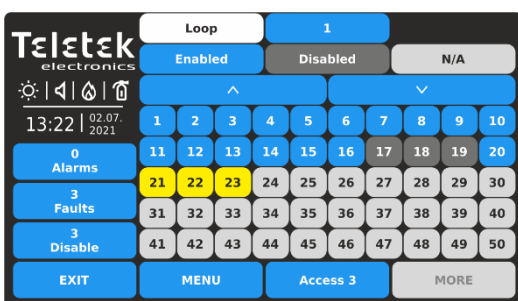 Teletek
electronics
13:22 02.07.
2021
0
Alarms
3
Faults
3
Disable
EXIT
Loop 1
Enabled Disabled N/A
1 2 3 4 5 6 7 8 9 10
11 12 13 14 15 16 17 18 19 20
21 22 23 24 25 26 27 28 29 30
31 32 33 34 35 36 37 38 39 40
41 42 43 44 45 46 47 48 49 50
MENU Access 3 MORE